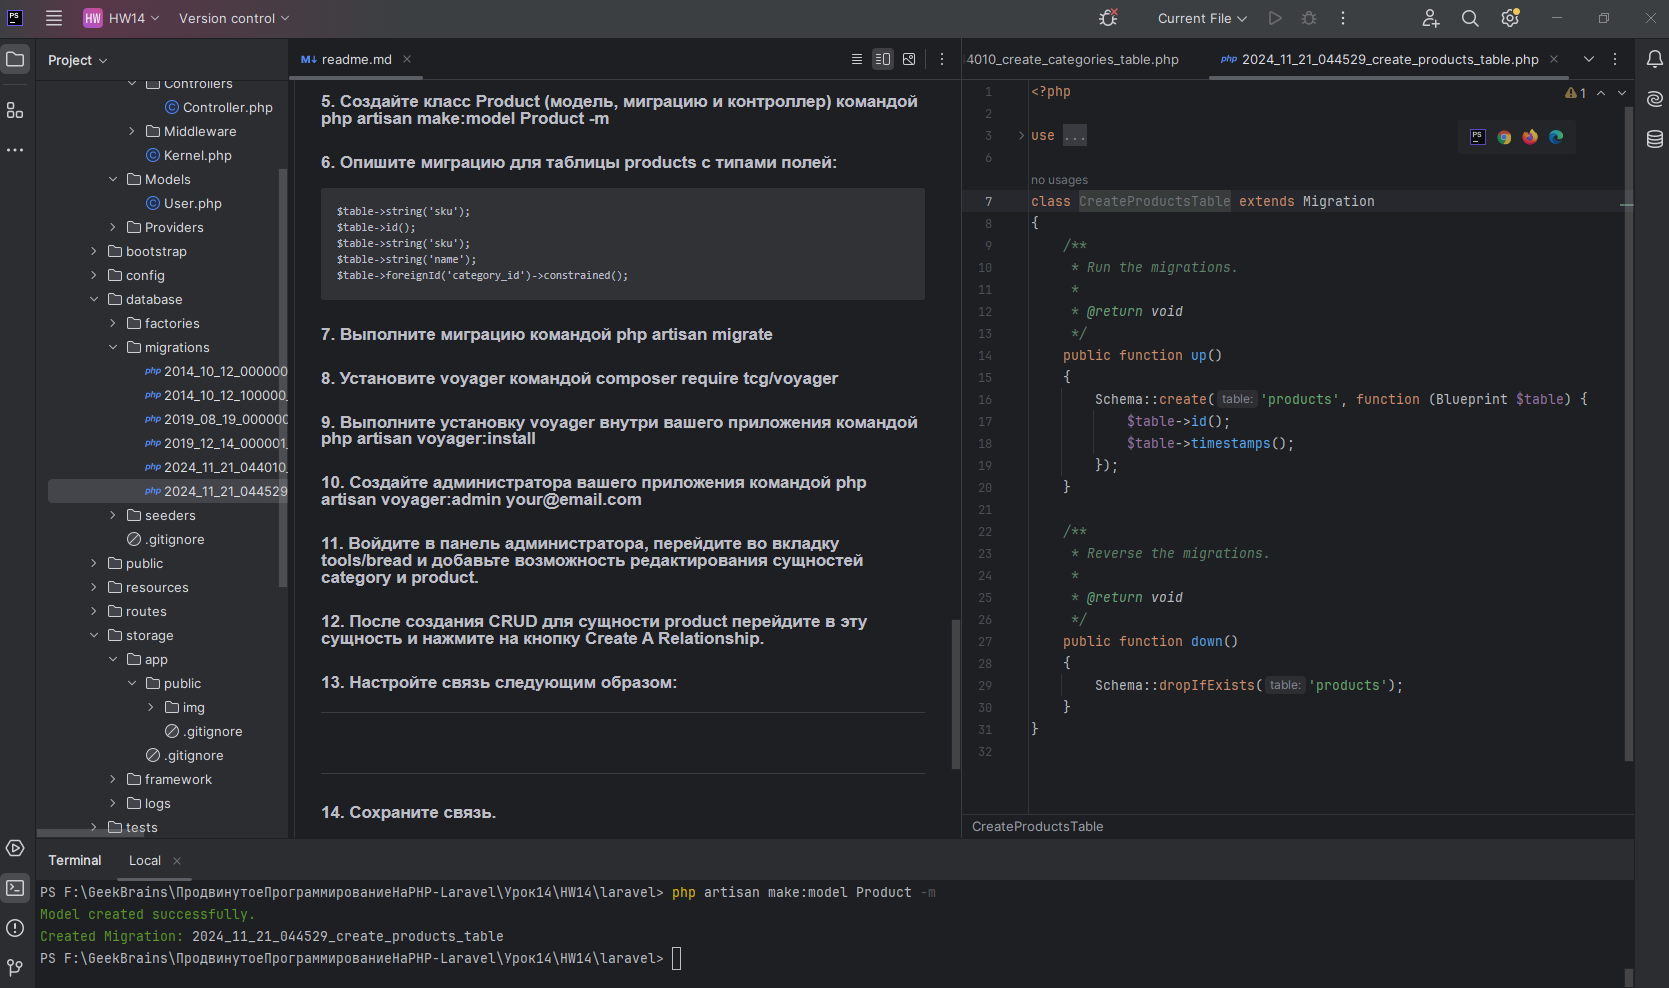 PS
HW HW14
Version control
Current File
Project
Controllers
Controller.php
Middleware
Kernel.php
Models
User.php
Providers
bootstrap
config
database
factories
migrations
php 2014_10_12_000000
php 2014_10_12_100000_
php 2019_08_19_000000
php 2019_12_14_000001_
php 2024_11_21_044010_
php 2024_11_21_044529
seeders
.gitignore
public
resources
routes
storage
app
public
img
.gitignore
.gitignore
framework
logs
tests
M↓ readme.md
5. Создайте класс Product (модель, миграцию и контроллер) командой
php artisan make:model Product -m
6. Опишите миграцию для таблицы products с типами полей:
$table->string('sku');
$table->id();
$table->string('sku');
$table->string('name');
$table->foreignId('category_id')->constrained();
7. Выполните миграцию командой php artisan migrate
8. Установите voyager командой composer require tcg/voyager
9. Выполните установку voyager внутри вашего приложения командой
php artisan voyager:install
10. Создайте администратора вашего приложения командой php
artisan voyager:admin your@email.com
11. Войдите в панель администратора, перейдите во вкладку
tools/bread и добавьте возможность редактирования сущностей
category и product.
12. После создания CRUD для сущности product перейдите в эту
сущность и нажмите на кнопку Create A Relationship.
13. Настройте связь следующим образом:
14. Сохраните связь.
4010_create_categories_table.php
php 2024_11_21_044529_create_products_table.php
1 <?php
1
2
3 use ...
PS
6
no usages
7 class CreateProductsTable extends Migration
8 {
9 /**
10 * Run the migrations.
11 *
12 * @return void
13 */
14 public function up()
15 {
16 Schema::create( table: 'products', function (Blueprint $table) {
17 $table->id();
18 $table->timestamps();
19 });
20 }
21
22 /**
23 * Reverse the migrations.
24 *
25 * @return void
26 */
27 public function down()
28 {
29 Schema::dropIfExists( table: 'products');
30 }
31 }
32
CreateProductsTable
Terminal
Local
PS F:\GeekBrains\ПродвинутоеПрограммированиеНаPHP-Laravel\Урок14\HW14\laravel> php artisan make:model Product -m
Model created successfully.
Created Migration: 2024_11_21_044529_create_products_table
PS F:\GeekBrains\ПродвинутоеПрограммированиеНаPHP-Laravel\Урок14\HW14\laravel>